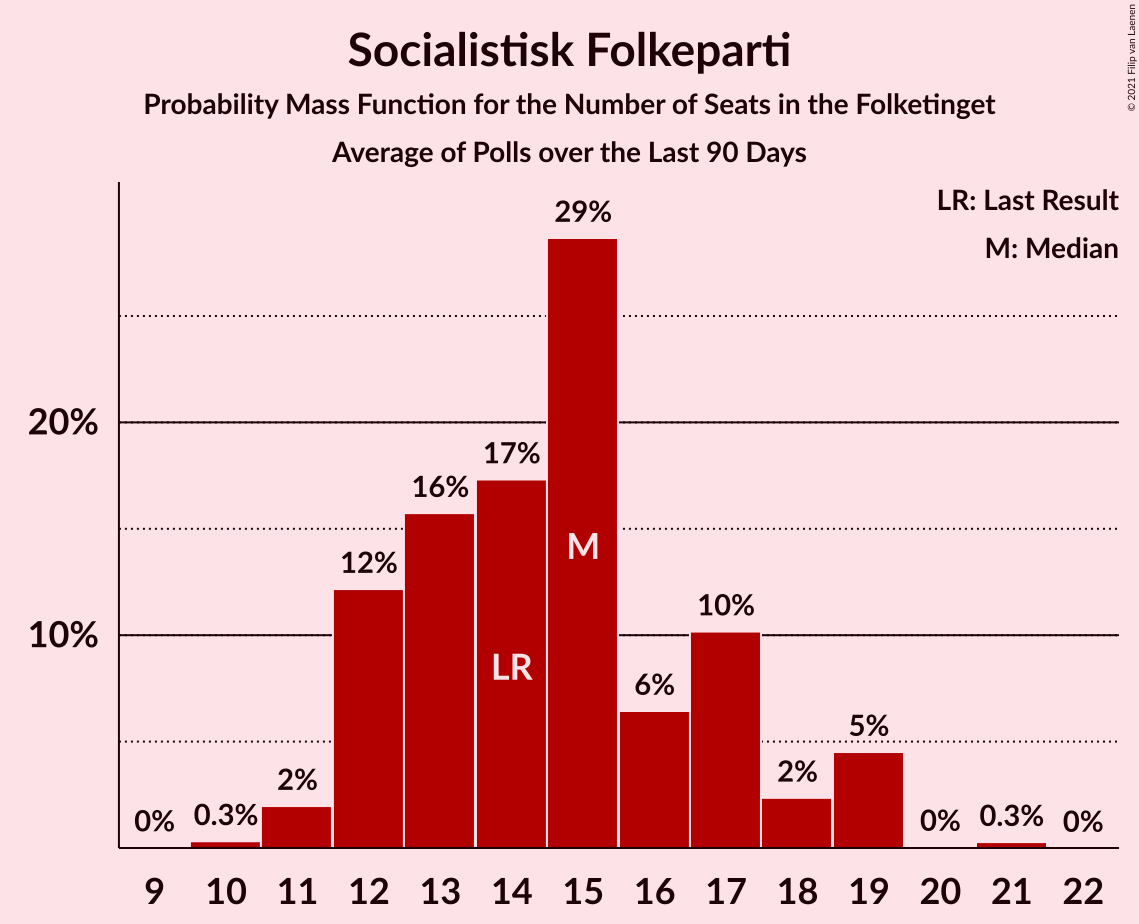 Socialistisk Folkeparti
Probability Mass Function for the Number of Seats in the Folketinget
Average of Polls over the Last 90 Days
© 2021 Filip van Laenen
LR: Last Result
M: Median
20%
10%
0%
0.3%
2%
12%
16%
17%
29%
6%
10%
2%
5%
0%
0.3%
0%
LR
M
9 10 11 12 13 14 15 16 17 18 19 20 21 22